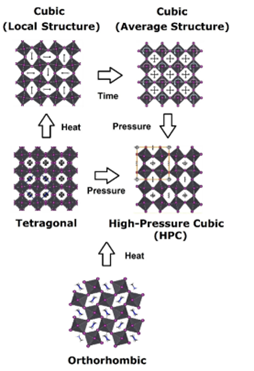 Cubic
(Local Structure)
Cubic
(Average Structure)
Time
Heat
Pressure
Pressure
Tetragonal
High-Pressure Cubic
(HPC)
Heat
Orthorhombic